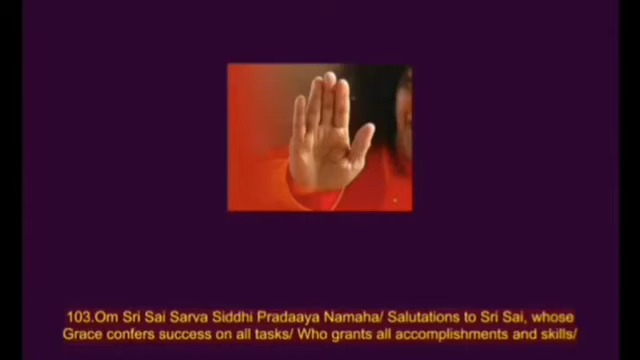 103.Om Sri Sai Sarva Siddhi Pradaaya Namaha/ Salutations to Sri Sai, whose
Grace confers success on all tasks/ Who grants all accomplishments and skills/